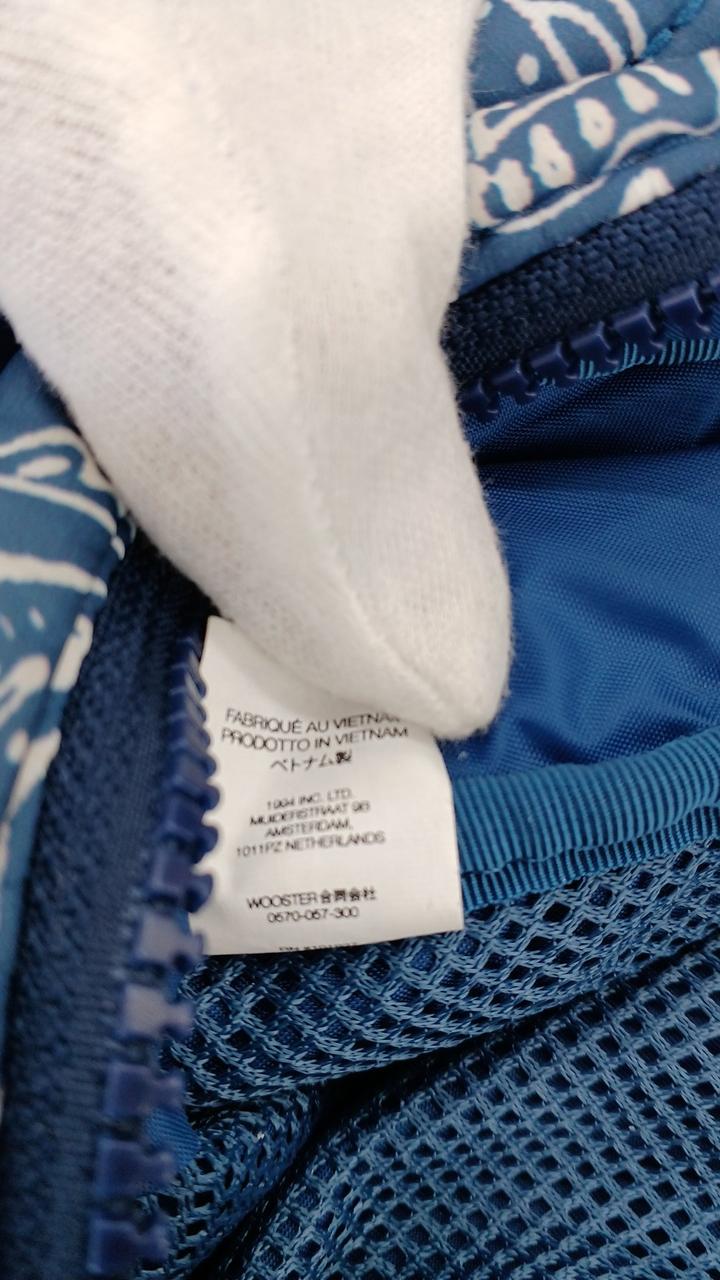 FABRIQUÉ AU VIETNAM
PRODOTTO IN VIETNAM
ベトナム製
1994 INC. LTD.
MUIDERSTRAAT 9B
AMSTERDAM,
1011PZ NETHERLANDS
WOOSTER合同会社
0570-057-300